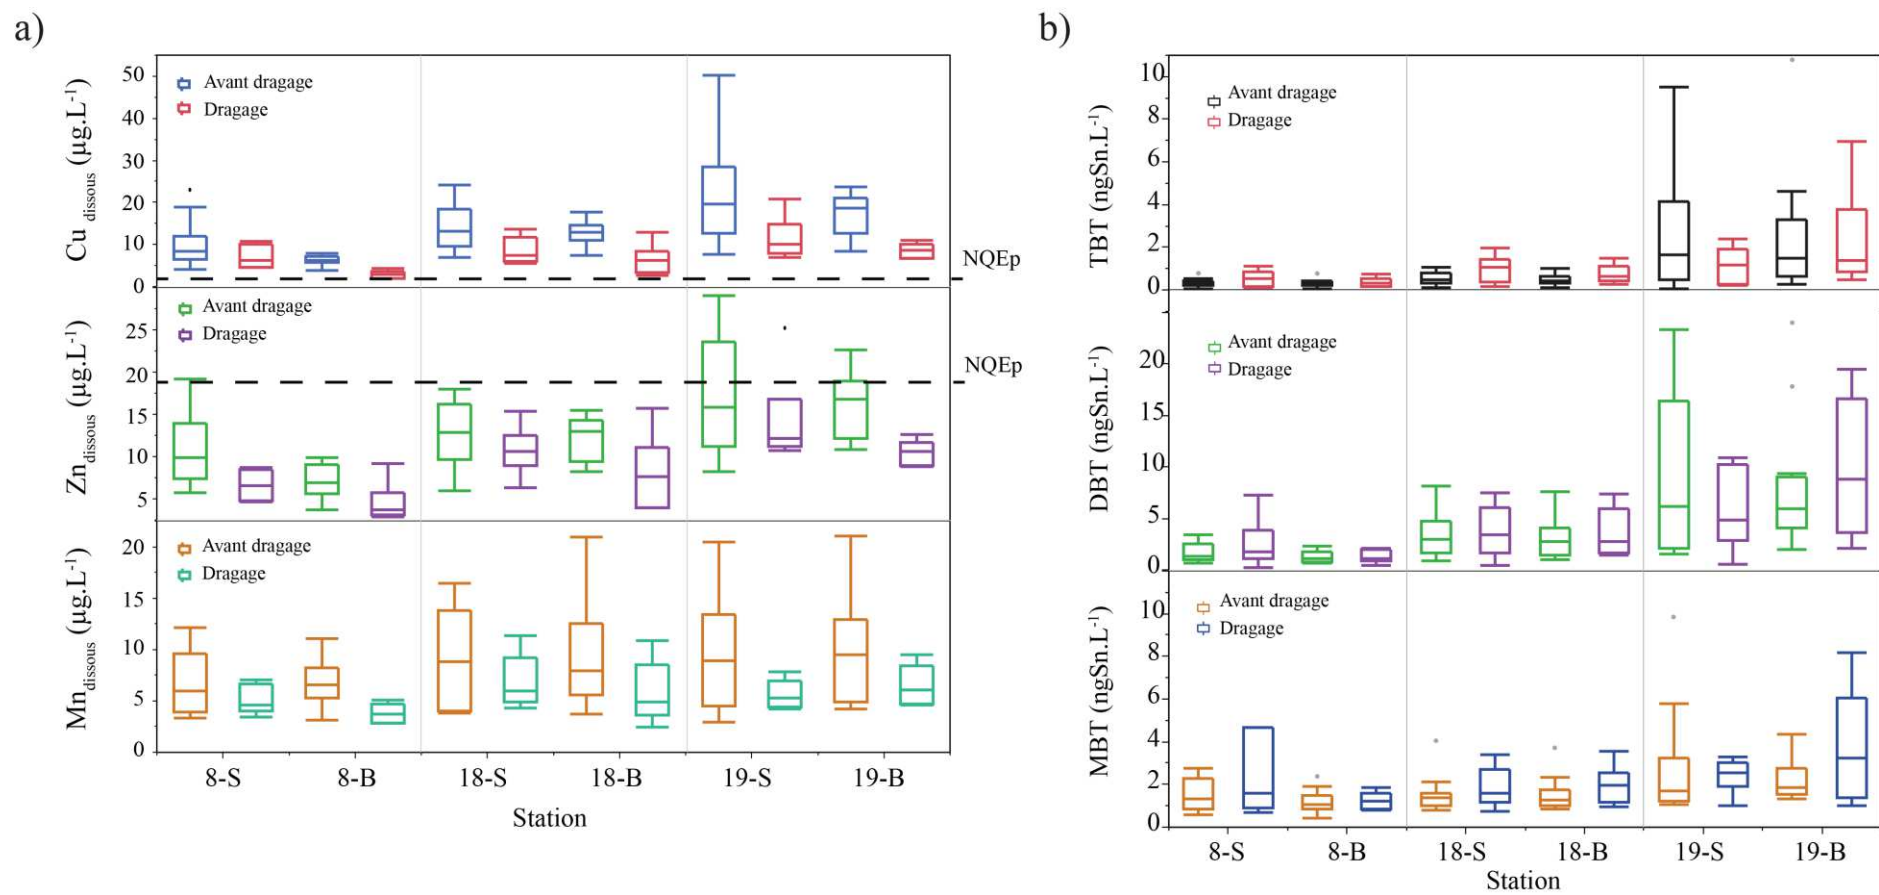 a)
Cu dissous (µg.L-1)
50
40
30
20
10
0
Avant dragage
Dragage
NQEp
Zn dissous (µg.L-1)
25
20
15
10
5
Avant dragage
Dragage
NQEp
Mn dissous (µg.L-1)
20
15
10
5
0
Avant dragage
Dragage
8-S 8-B 18-S 18-B 19-S 19-B
Station
b)
TBT (ngSn.L-1)
10
8
6
4
2
0
Avant dragage
Dragage
DBT (ngSn.L-1)
20
15
10
5
0
Avant dragage
Dragage
MBT (ngSn.L-1)
10
8
6
4
2
0
Avant dragage
Dragage
8-S 8-B 18-S 18-B 19-S 19-B
Station